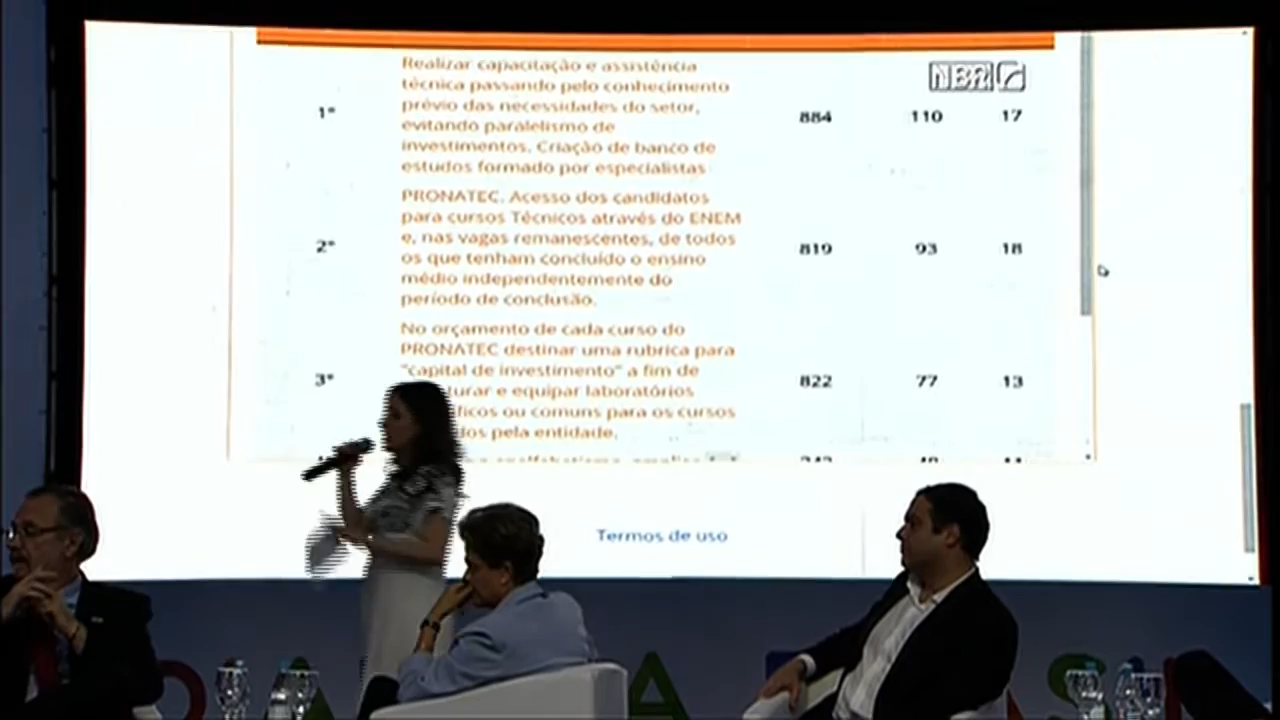 NBR
Realizar capacitação e assistência
técnica passando pelo conhecimento
prévio das necessidades do setor,
1º evitando paralelismo de 884 110 17
investimentos. Criação de banco de
estudos formado por especialistas
PRONATEC. Acesso dos candidatos
para cursos Técnicos através do ENEM
2º e, nas vagas remanescentes, de todos 819 93 18
os que tenham concluído o ensino
médio independentemente do
período de conclusão.
No orçamento de cada curso do
PRONATEC destinar uma rubrica para
3º "capital de investimento" a fim de 822 77 13
turar e equipar laboratórios
ficos ou comuns para os cursos
dos pela entidade.
Termos de uso